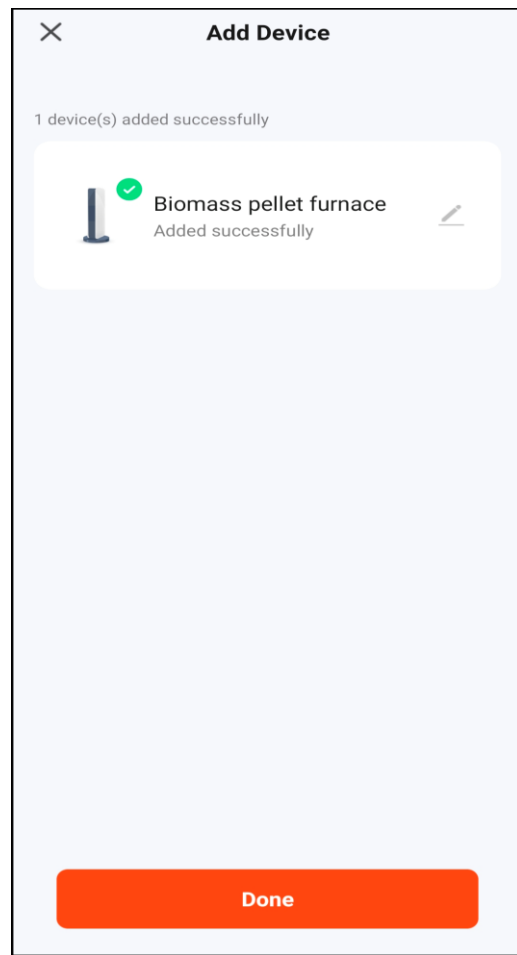 Add Device
1 device(s) added successfully
Biomass pellet furnace
Added successfully
Done